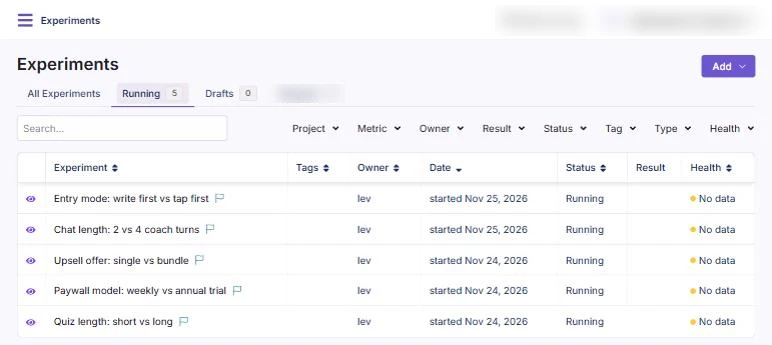 Experiments
Experiments
Add
All Experiments Running 5 Drafts 0
Search... Project Metric Owner Result Status Tag Type Health
Experiment Tags Owner Date Status Result Health
Entry mode: write first vs tap first lev started Nov 25, 2026 Running No data
Chat length: 2 vs 4 coach turns lev started Nov 25, 2026 Running No data
Upsell offer: single vs bundle lev started Nov 24, 2026 Running No data
Paywall model: weekly vs annual trial lev started Nov 24, 2026 Running No data
Quiz length: short vs long lev started Nov 24, 2026 Running No data